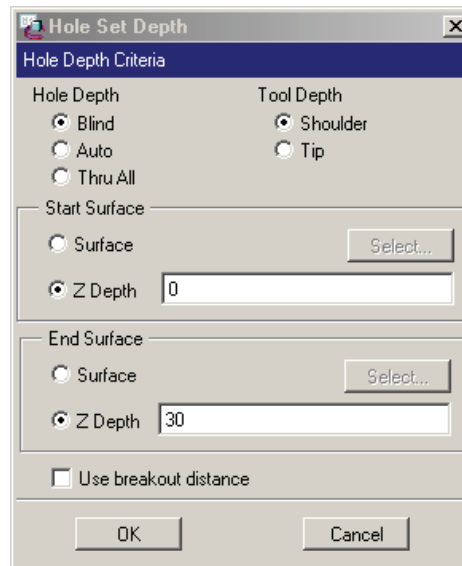 Hole Set Depth
Hole Depth Criteria
Hole Depth Tool Depth
Blind Shoulder
Auto Tip
Thru All
Start Surface
Surface Select...
Z Depth 0
End Surface
Surface Select...
Z Depth 30
Use breakout distance
OK Cancel